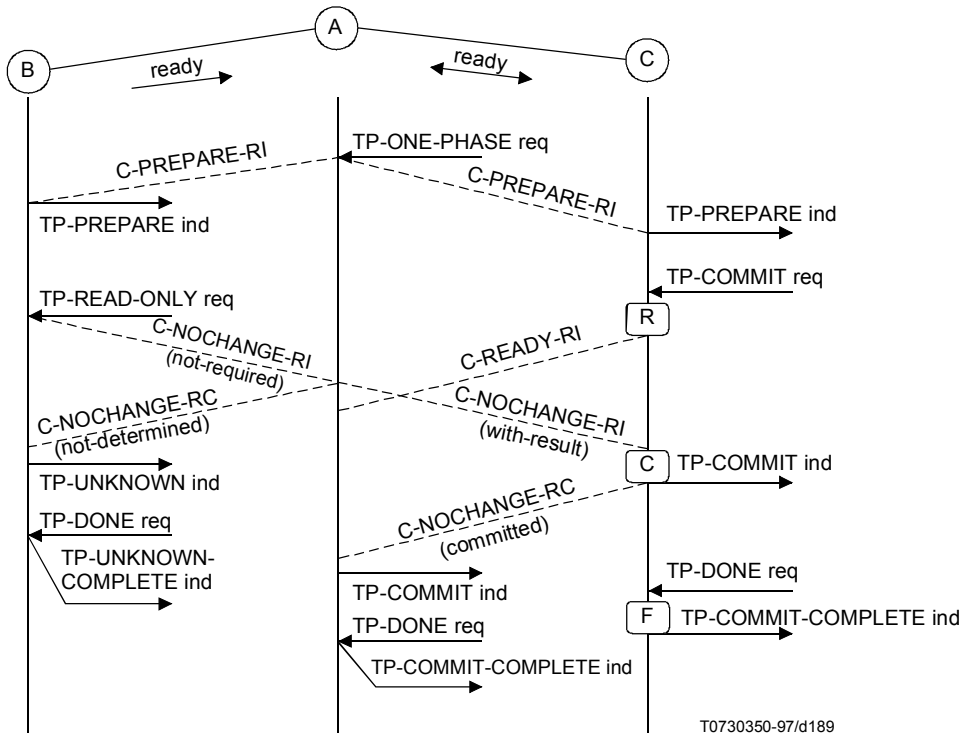 A
B
C
ready
ready
TP-ONE-PHASE req
C-PREPARE-RI
C-PREPARE-RI
TP-PREPARE ind
TP-PREPARE ind
TP-COMMIT req
TP-READ-ONLY req
R
C-NOCHANGE-RI
(not-required)
C-READY-RI
C-NOCHANGE-RC
(not-determined)
C-NOCHANGE-RI
(with-result)
C
TP-COMMIT ind
TP-UNKNOWN ind
C-NOCHANGE-RC
(committed)
TP-DONE req
TP-UNKNOWN-
COMPLETE ind
TP-COMMIT ind
TP-DONE req
F
TP-COMMIT-COMPLETE ind
TP-DONE req
TP-COMMIT-COMPLETE ind
T0730350-97/d189